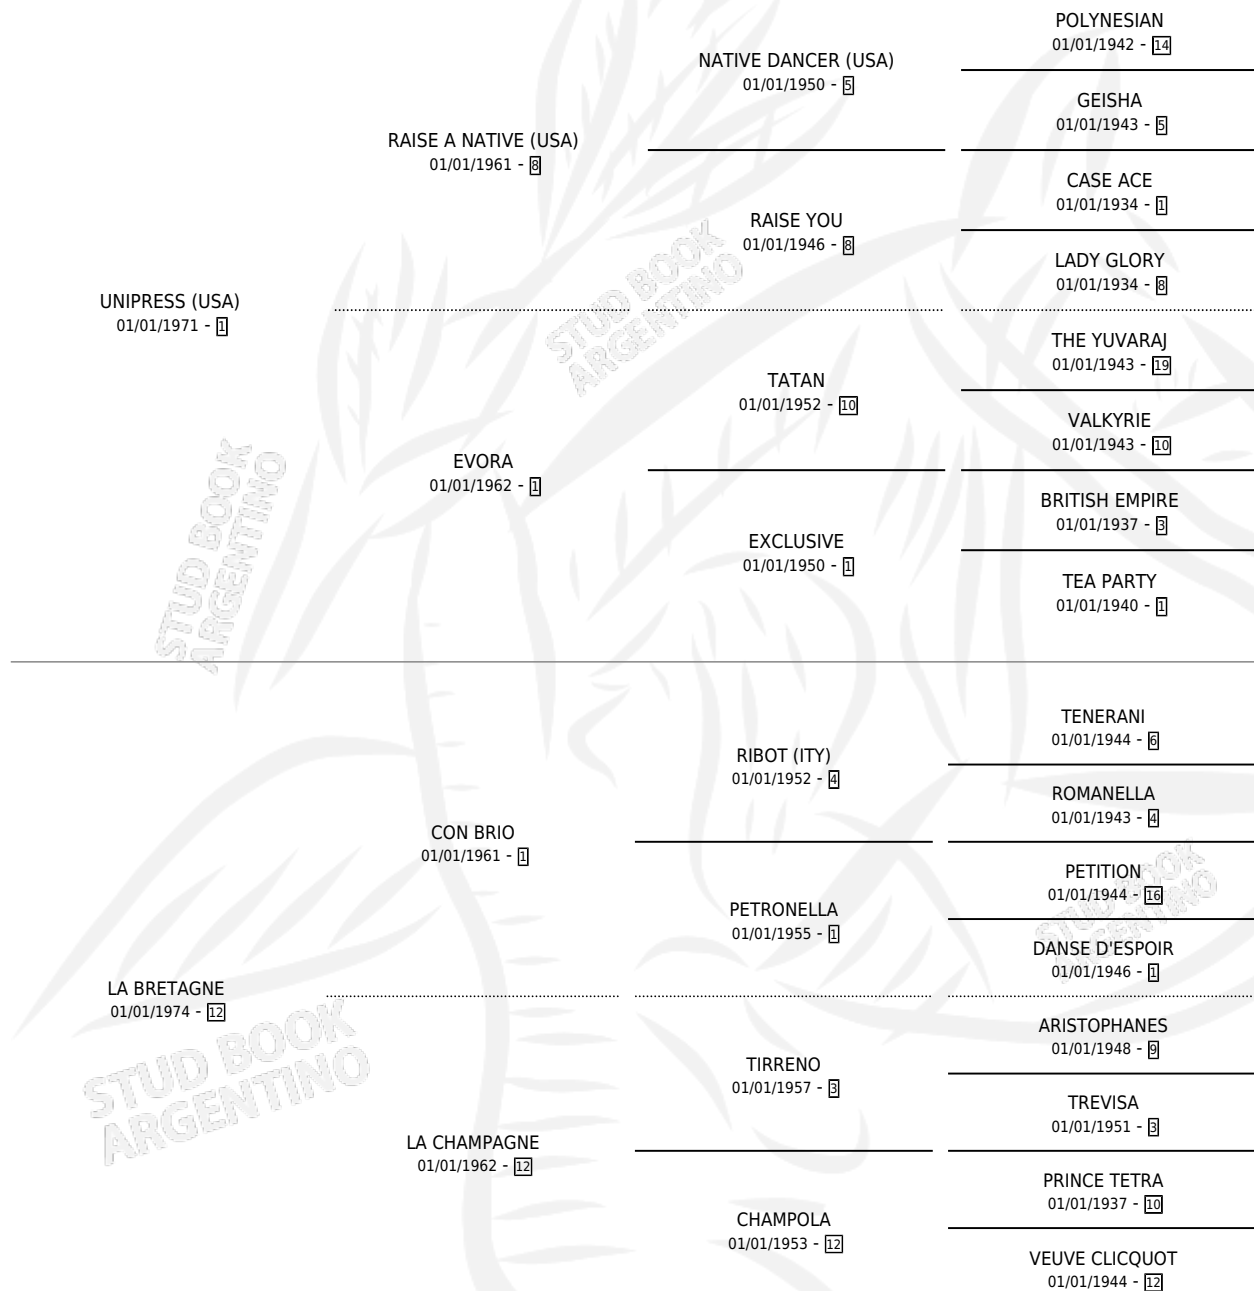 POLYNESIAN
01/01/1942 - 14
NATIVE DANCER (USA)
01/01/1950 - 5
GEISHA
01/01/1943 - 5
RAISE A NATIVE (USA)
01/01/1961 - 8
CASE ACE
01/01/1934 - 1
RAISE YOU
01/01/1946 - 8
LADY GLORY
01/01/1934 - 8
UNIPRESS (USA)
01/01/1971 - 1
THE YUVARAJ
01/01/1943 - 19
TATAN
01/01/1952 - 10
VALKYRIE
01/01/1943 - 10
EVORA
01/01/1962 - 1
BRITISH EMPIRE
01/01/1937 - 3
EXCLUSIVE
01/01/1950 - 1
TEA PARTY
01/01/1940 - 1
TENERANI
01/01/1944 - 6
RIBOT (ITY)
01/01/1952 - 4
ROMANELLA
01/01/1943 - 4
CON BRIO
01/01/1961 - 1
PETITION
01/01/1944 - 16
PETRONELLA
01/01/1955 - 1
DANSE D'ESPOIR
01/01/1946 - 1
LA BRETAGNE
01/01/1974 - 12
ARISTOPHANES
01/01/1948 - 9
TIRRENO
01/01/1957 - 3
TREVISA
01/01/1951 - 3
LA CHAMPAGNE
01/01/1962 - 12
PRINCE TETRA
01/01/1937 - 10
CHAMPOLA
01/01/1953 - 12
VEUVE CLICQUOT
01/01/1944 - 12
STUD BOOK
ARGENTINO
STUD BOOK
ARGENTINO
STUD BOOK
ARGENTINO
STUD BOOK
ARGENTINO